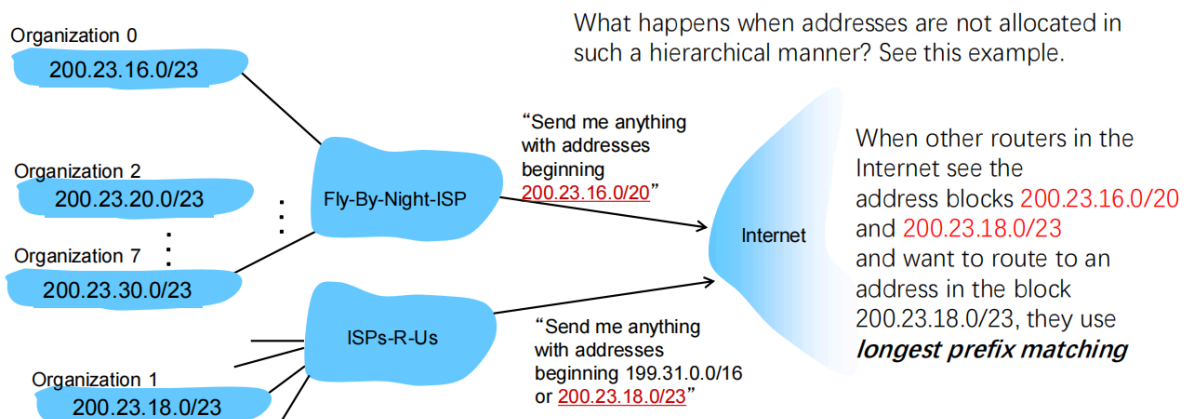 What happens when addresses are not allocated in
such a hierarchical manner? See this example.
Organization 0
200.23.16.0/23
Organization 2
200.23.20.0/23
Organization 7
200.23.30.0/23
Fly-By-Night-ISP
“Send me anything
with addresses
beginning
200.23.16.0/20”
Internet
ISPs-R-Us
“Send me anything
with addresses
beginning 199.31.0.0/16
or 200.23.18.0/23”
Organization 1
200.23.18.0/23
When other routers in the
Internet see the
address blocks 200.23.16.0/20
and 200.23.18.0/23
and want to route to an
address in the block
200.23.18.0/23, they use
longest prefix matching